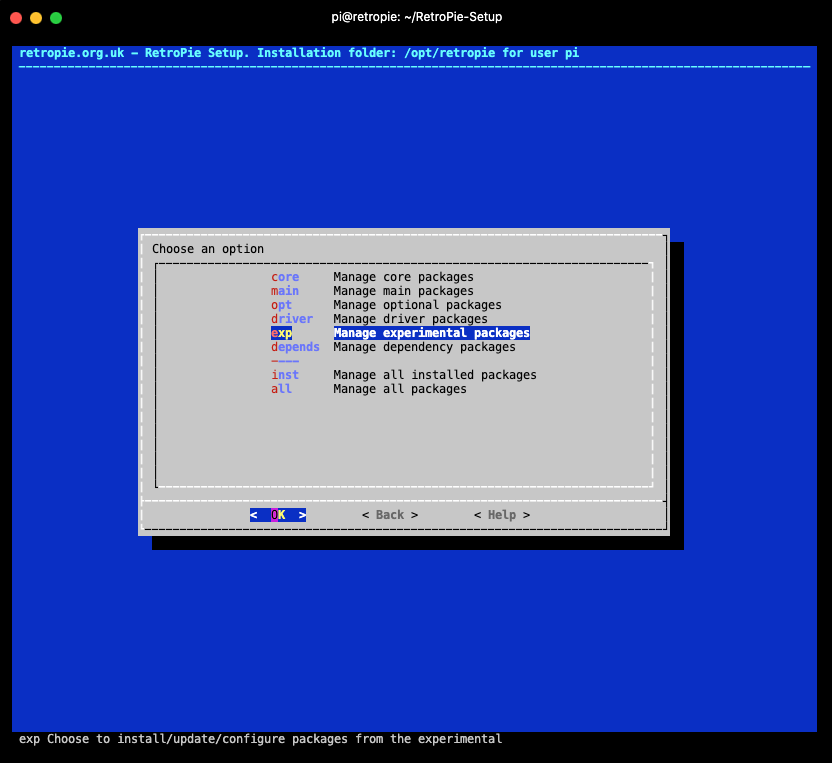 pi@retropie: ~/RetroPie-Setup
retropie.org.uk - RetroPie Setup. Installation folder: /opt/retropie for user pi
Choose an option
core Manage core packages
main Manage main packages
opt Manage optional packages
driver Manage driver packages
exp Manage experimental packages
depends Manage dependency packages
----
inst Manage all installed packages
all Manage all packages
< OK > < Back > < Help >
exp Choose to install/update/configure packages from the experimental